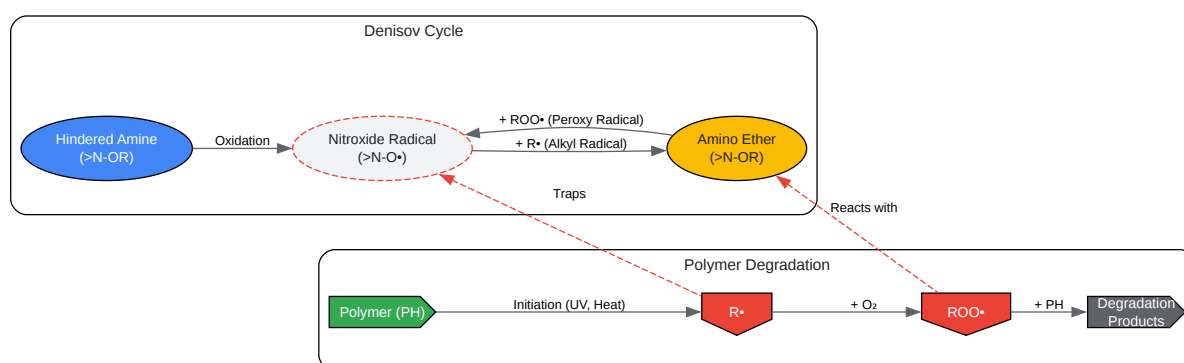 Denisov Cycle
Hindered Amine
(>N-OR)
Oxidation
Nitroxide Radical
(>N-O•)
+ ROO• (Peroxy Radical)
+ R• (Alkyl Radical)
Amino Ether
(>N-OR)
Traps
Reacts with
Polymer Degradation
Polymer (PH)
Initiation (UV, Heat)
R•
+ O₂
ROO•
+ PH
Degradation
Products